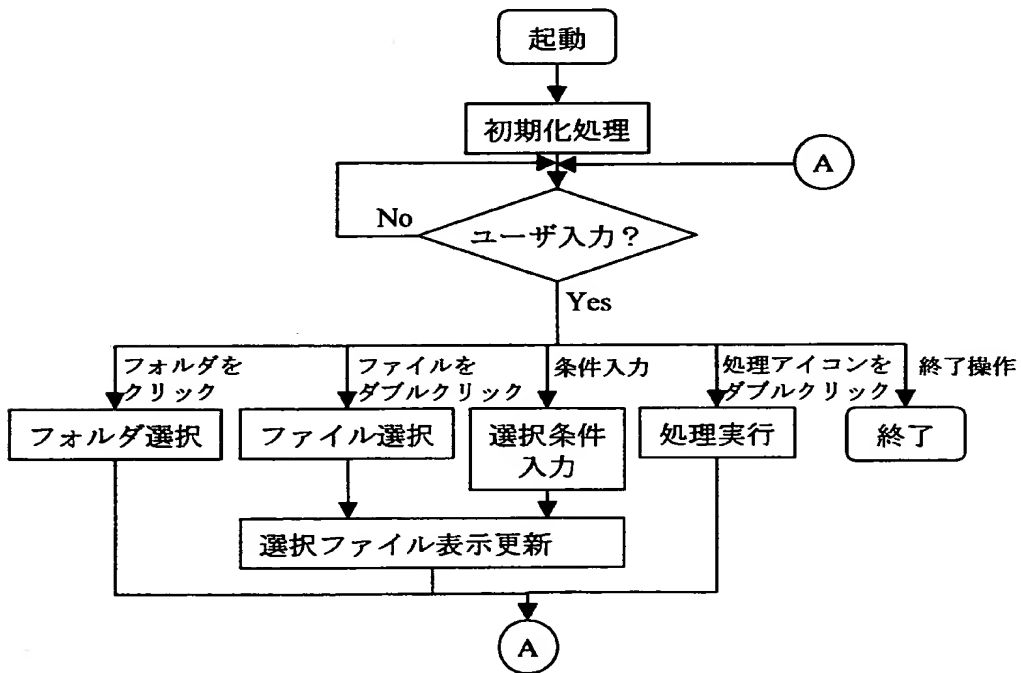 起動
初期化処理
A
No
ユーザ入力？
Yes
フォルダを
クリック
ファイルを
ダブルクリック
条件入力
処理アイコンを
ダブルクリック
終了操作
フォルダ選択
ファイル選択
選択条件
入力
処理実行
終了
選択ファイル表示更新
A